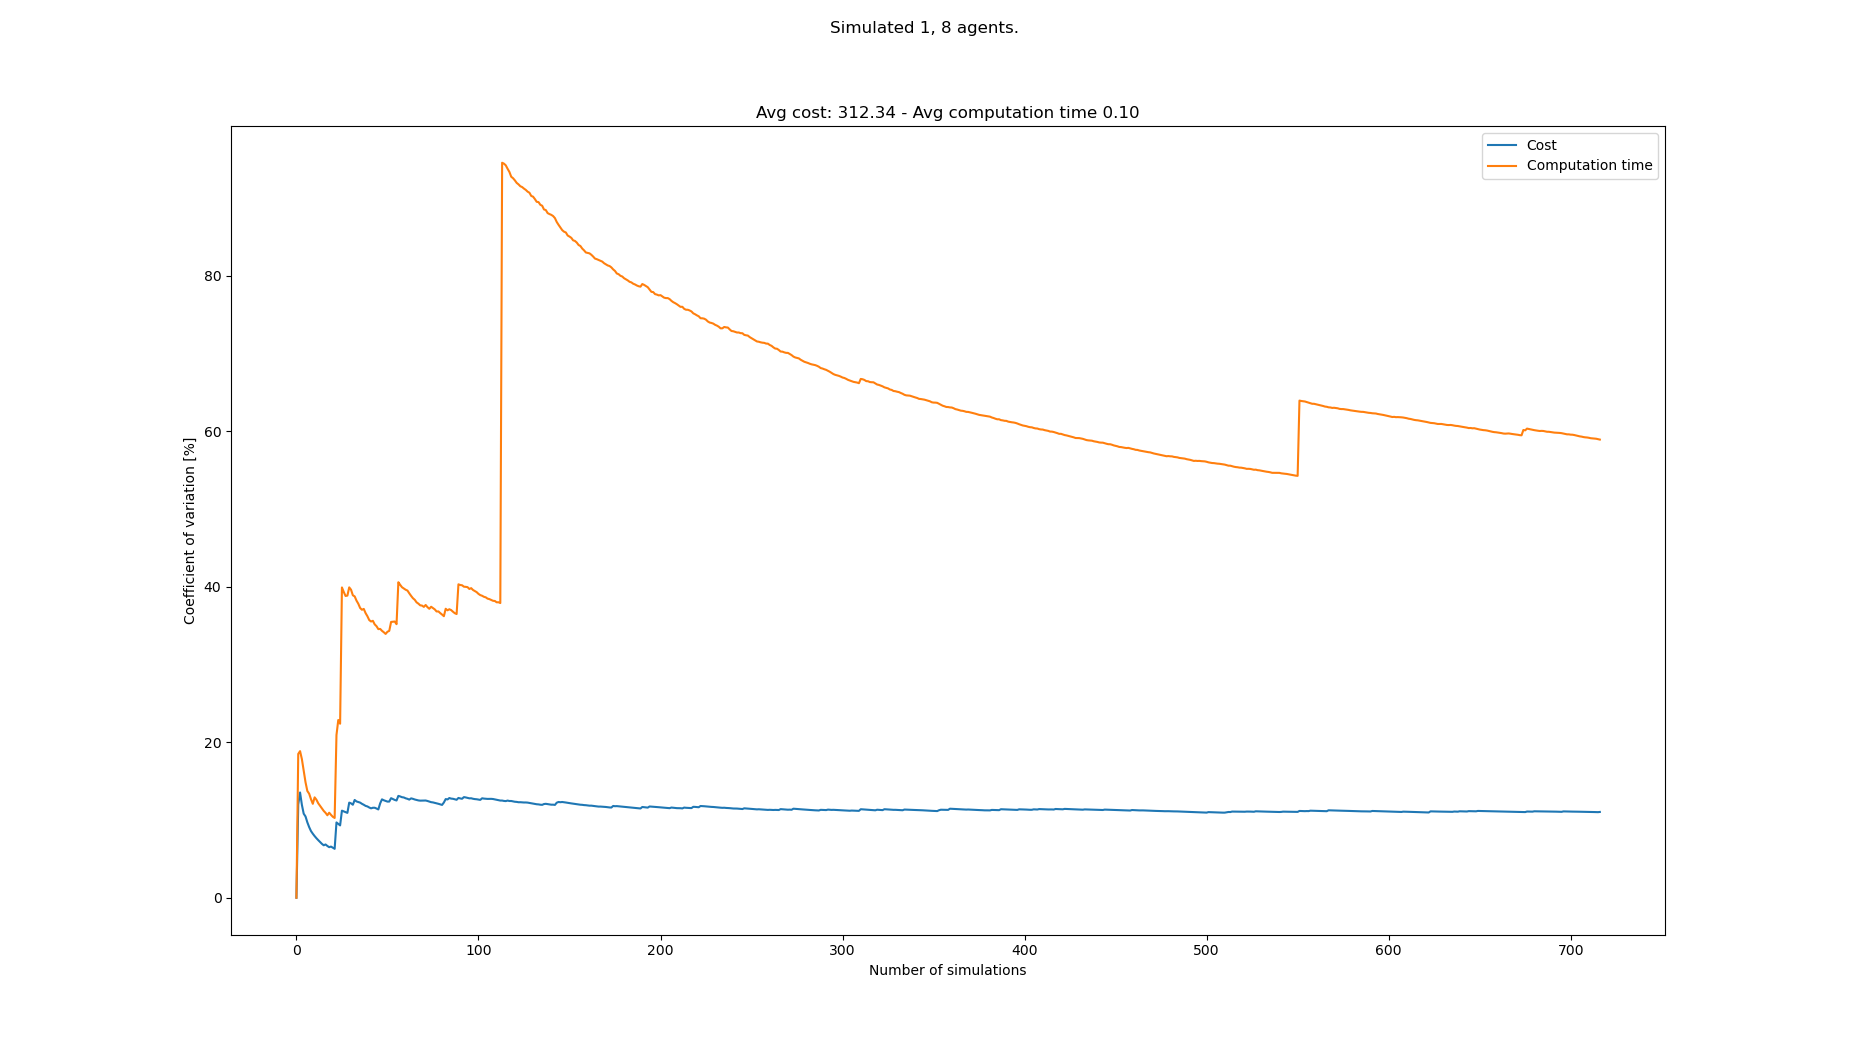 Simulated 1, 8 agents.
Avg cost: 312.34 - Avg computation time 0.10
Cost
Computation time
80
60
40
20
0
Coefficient of variation [%]
0 100 200 300 400 500 600 700
Number of simulations